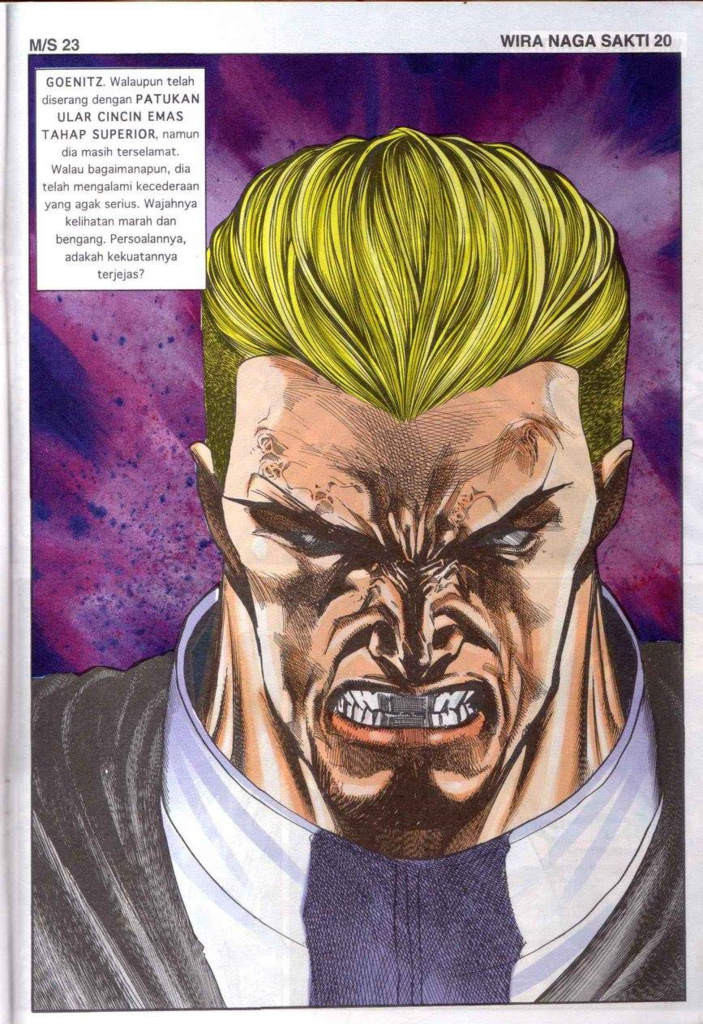 M/S 23
WIRA NAGA SAKTI 20
GOENITZ. Walaupun telah
diserang dengan PATUKAN
ULAR CINCIN EMAS
TAHAP SUPERIOR, namun
dia masih terselamat.
Walau bagaimanapun, dia
telah mengalami kecederaan
yang agak serius. Wajahnya
kelihatan marah dan
bengang. Persoalannya,
adakah kekuatannya
terjejas?